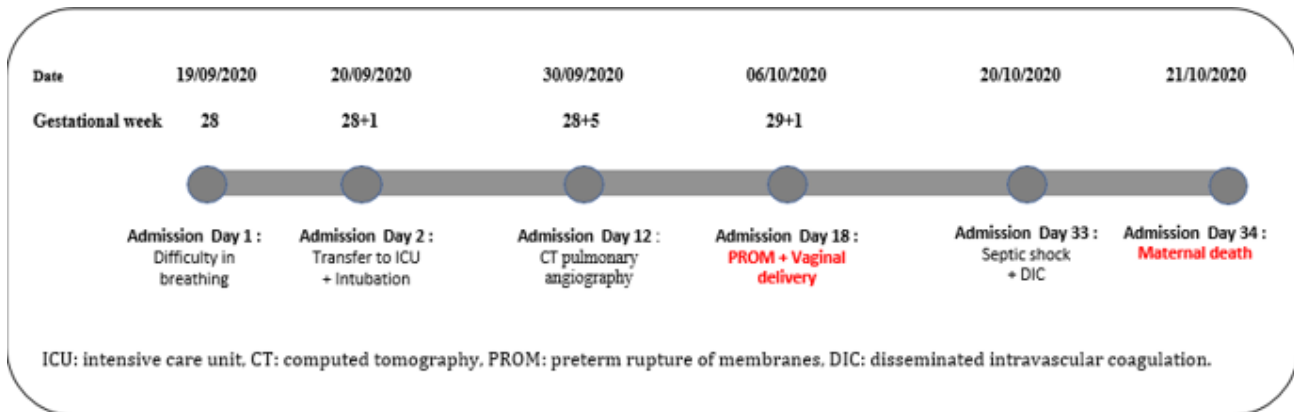 Date 19/09/2020 20/09/2020 30/09/2020 06/10/2020 20/10/2020 21/10/2020
Gestational week 28 28+1 28+5 29+1
Admission Day 1 :
Difficulty in
breathing
Admission Day 2 :
Transfer to ICU
+ Intubation
Admission Day 12 :
CT pulmonary
angiography
Admission Day 18 :
PROM + Vaginal
delivery
Admission Day 33 :
Septic shock
+ DIC
Admission Day 34 :
Maternal death
ICU: intensive care unit, CT: computed tomography, PROM: preterm rupture of membranes, DIC: disseminated intravascular coagulation.